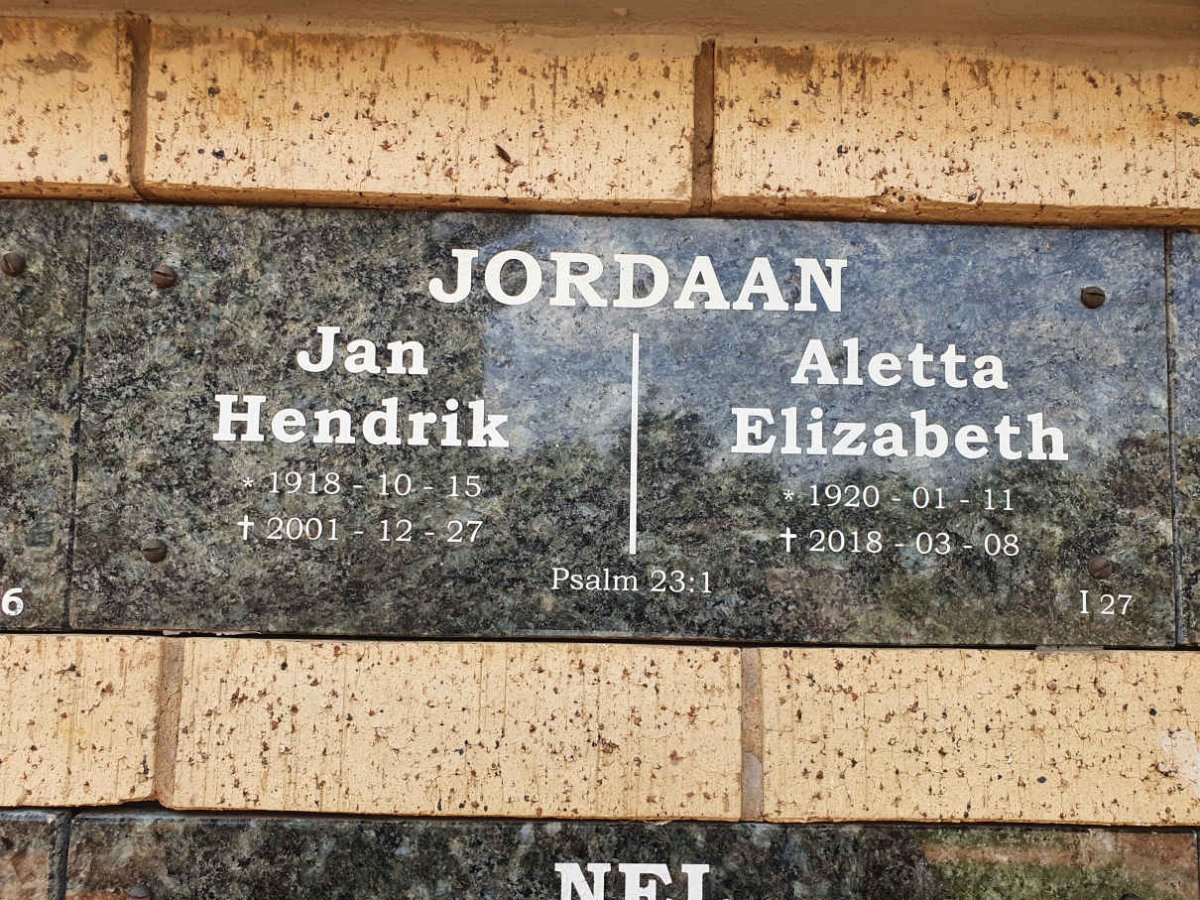 JORDAAN
Jan
Hendrik
* 1918 - 10 - 15
† 2001 - 12 - 27
Aletta
Elizabeth
* 1920 - 01 - 11
† 2018 - 03 - 08
Psalm 23:1
I 27
6
NEL